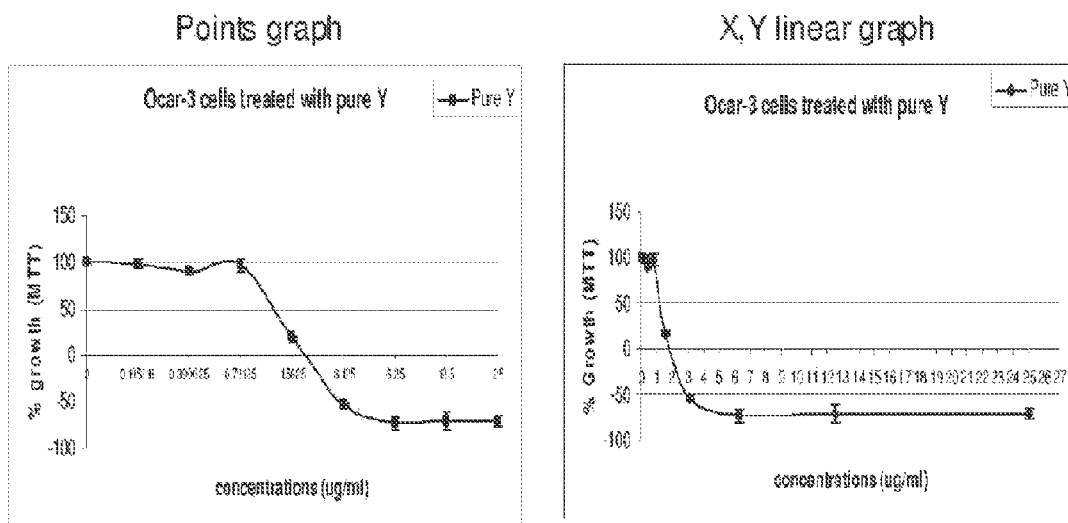 Points graph
X,Y linear graph
Ocar-3 cells treated with pure Y
Pure Y
150
100
50
0
-50
-100
% growth (MTT)
0
25
concentrations (ug/ml)
Ocar-3 cells treated with pure Y
Pure Y
150
100
50
0
-50
-100
% Growth (MTT)
0 1 2 3 4 5 6 7 8 9 10 11 12 13 14 15 16 17 18 19 20 21 22 23 24 25 26 27
concentrations (ug/ml)